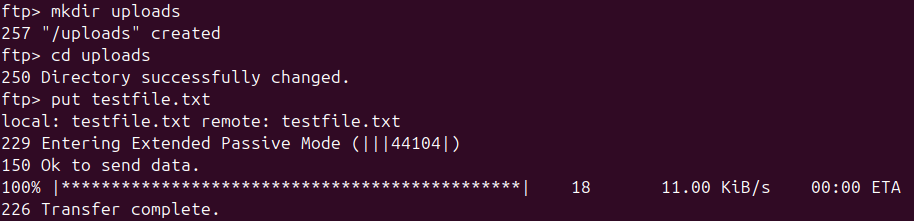 ftp> mkdir uploads
257 "/uploads" created
ftp> cd uploads
250 Directory successfully changed.
ftp> put testfile.txt
local: testfile.txt remote: testfile.txt
229 Entering Extended Passive Mode (|||44104|)
150 Ok to send data.
100% |**********************************************| 18 11.00 KiB/s 00:00 ETA
226 Transfer complete.